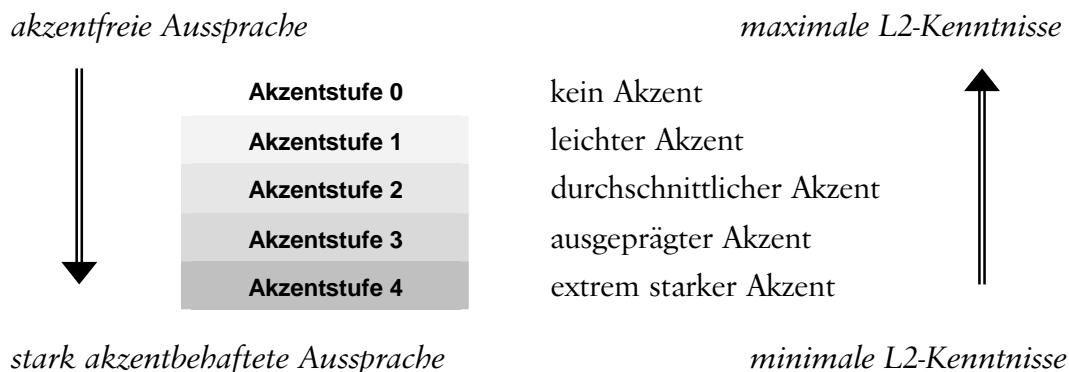 akzentfreie Aussprache maximale L2-Kenntnisse
Akzentstufe 0 kein Akzent
Akzentstufe 1 leichter Akzent
Akzentstufe 2 durchschnittlicher Akzent
Akzentstufe 3 ausgeprägter Akzent
Akzentstufe 4 extrem starker Akzent
stark akzentbehaftete Aussprache minimale L2-Kenntnisse